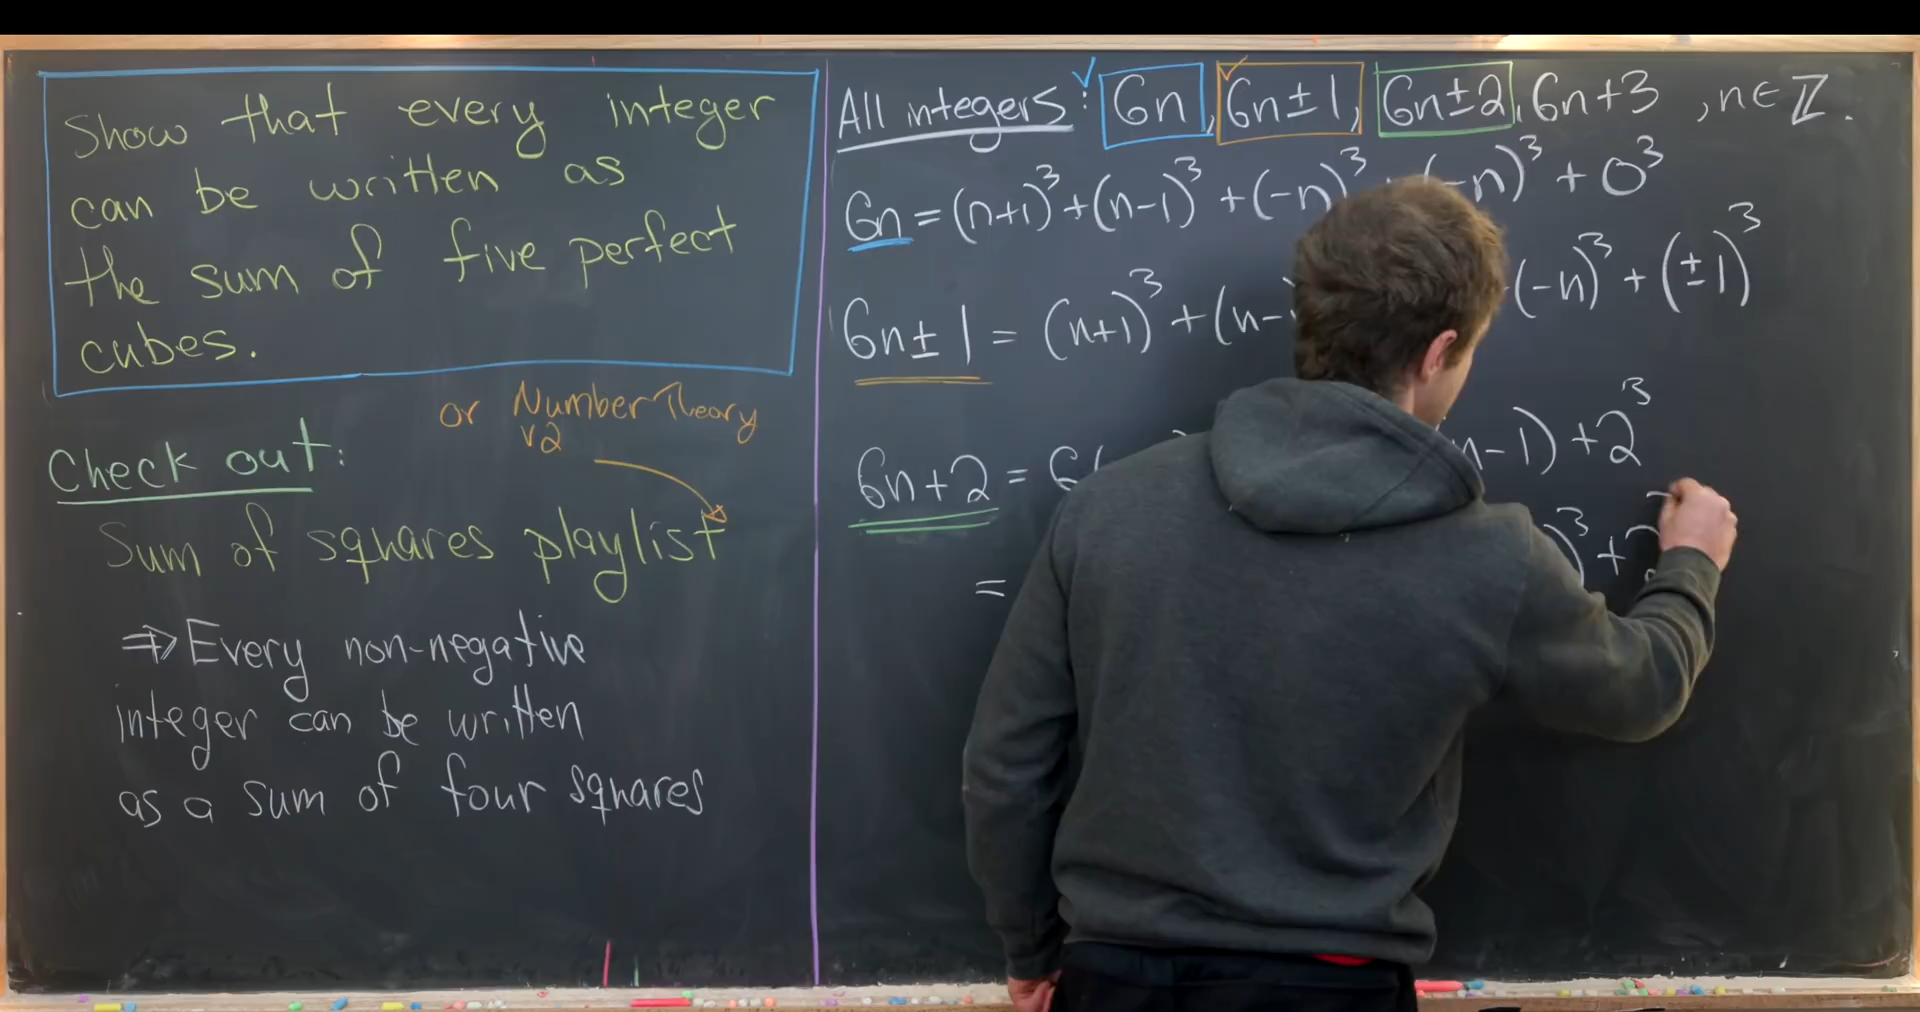 Show that every integer
can be written as
the sum of five perfect
cubes.
or Number Theory
v2
Check out:
Sum of squares playlist
⇒ Every non-negative
integer can be written
as a sum of four squares
All integers: 6n, 6n±1, 6n±2, 6n+3, n∈ℤ.
6n = (n+1)³ + (n-1)³ + (-n)³ (-n)³ + 0³
6n±1 = (n+1)³ + (n- (-n)³ + (±1)³
6n+2 = 6( n-1) + 2³
= )³ +